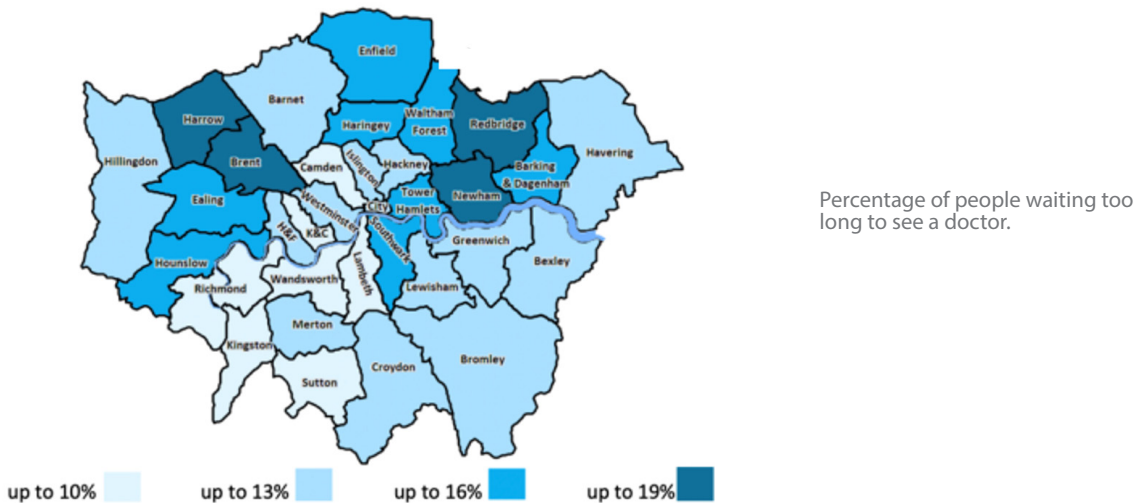 Enfield
Barnet
Harrow
Haringey
Waltham
Forest
Redbridge
Havering
Hillingdon
Brent
Camden
Islington
Hackney
Barking
& Dagenham
Ealing
Westminster
City
Tower
Hamlets
Newham
H&F
K&C
Southwark
Greenwich
Hounslow
Bexley
Richmond
Wandsworth
Lambeth
Lewisham
Merton
Kingston
Sutton
Croydon
Bromley
Percentage of people waiting too
long to see a doctor.
up to 10%
up to 13%
up to 16%
up to 19%